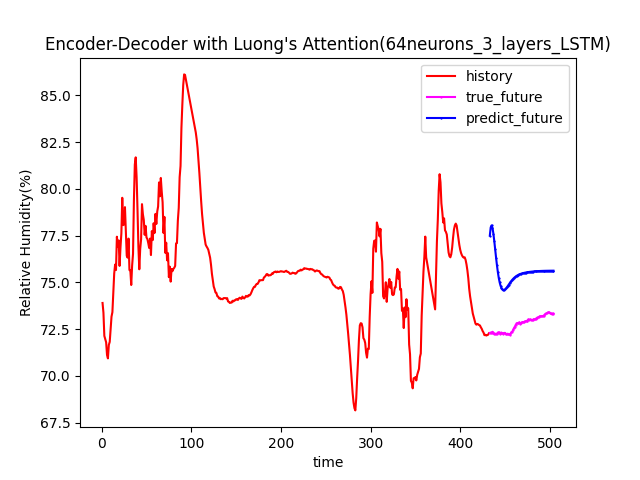 Encoder-Decoder with Luong's Attention(64neurons_3_layers_LSTM)
history
true_future
predict_future
Relative Humidity(%)
85.0
82.5
80.0
77.5
75.0
72.5
70.0
67.5
0 100 200 300 400 500
time